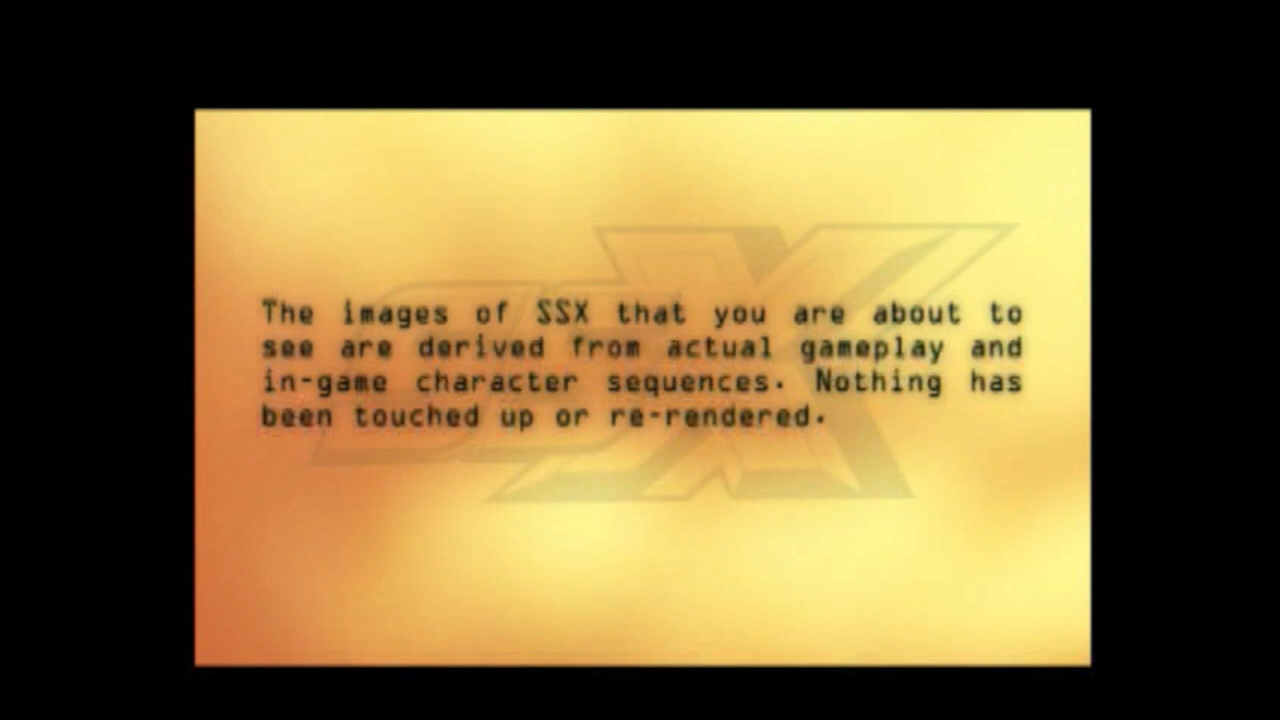 SSX
The images of SSX that you are about to
see are derived from actual gameplay and
in-game character sequences. Nothing has
been touched up or re-rendered.